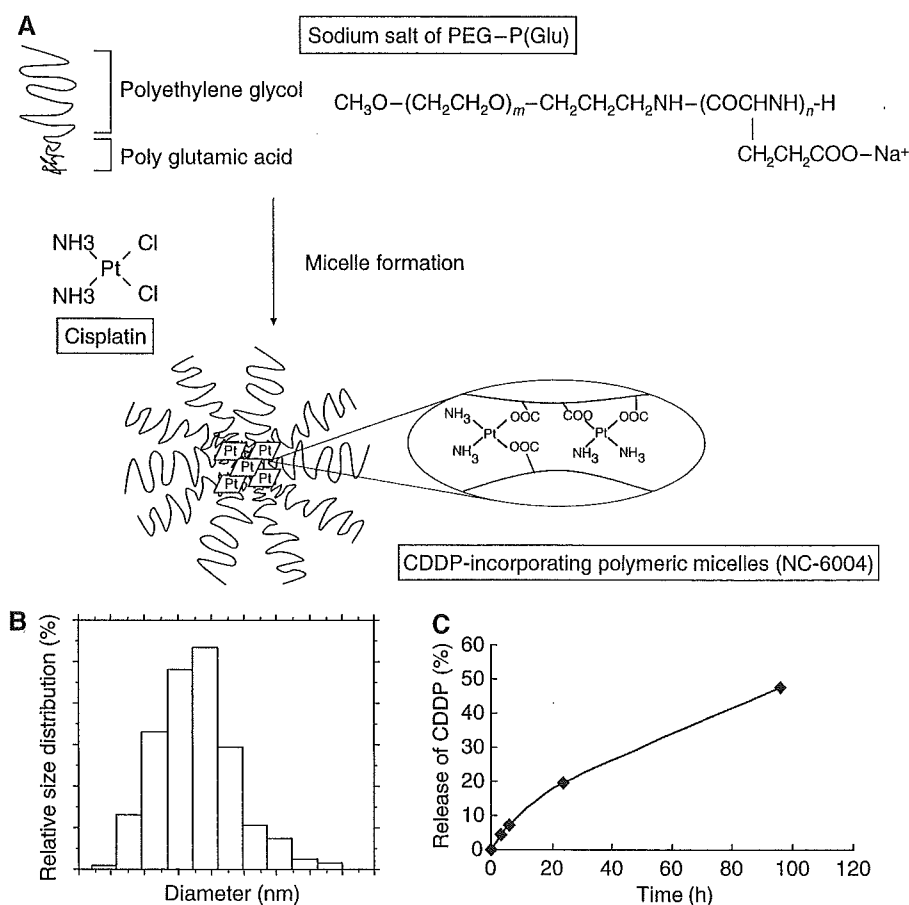 A
Sodium salt of PEG–P(Glu)
Polyethylene glycol
Poly glutamic acid
CH₃O–(CH₂CH₂O)ₘ–CH₂CH₂CH₂NH–(COCHNH)ₙ-H
CH₂CH₂COO–Na⁺
NH3 Cl
Pt
NH3 Cl
Cisplatin
Micelle formation
Pt Pt
Pt
Pt Pt
NH₃ OOC COO OOC
Pt Pt
NH₃ OOC NH₃ NH₃
CDDP-incorporating polymeric micelles (NC-6004)
B
Relative size distribution (%)
Diameter (nm)
C
Release of CDDP (%)
60
50
40
30
20
10
0
0 20 40 60 80 100 120
Time (h)